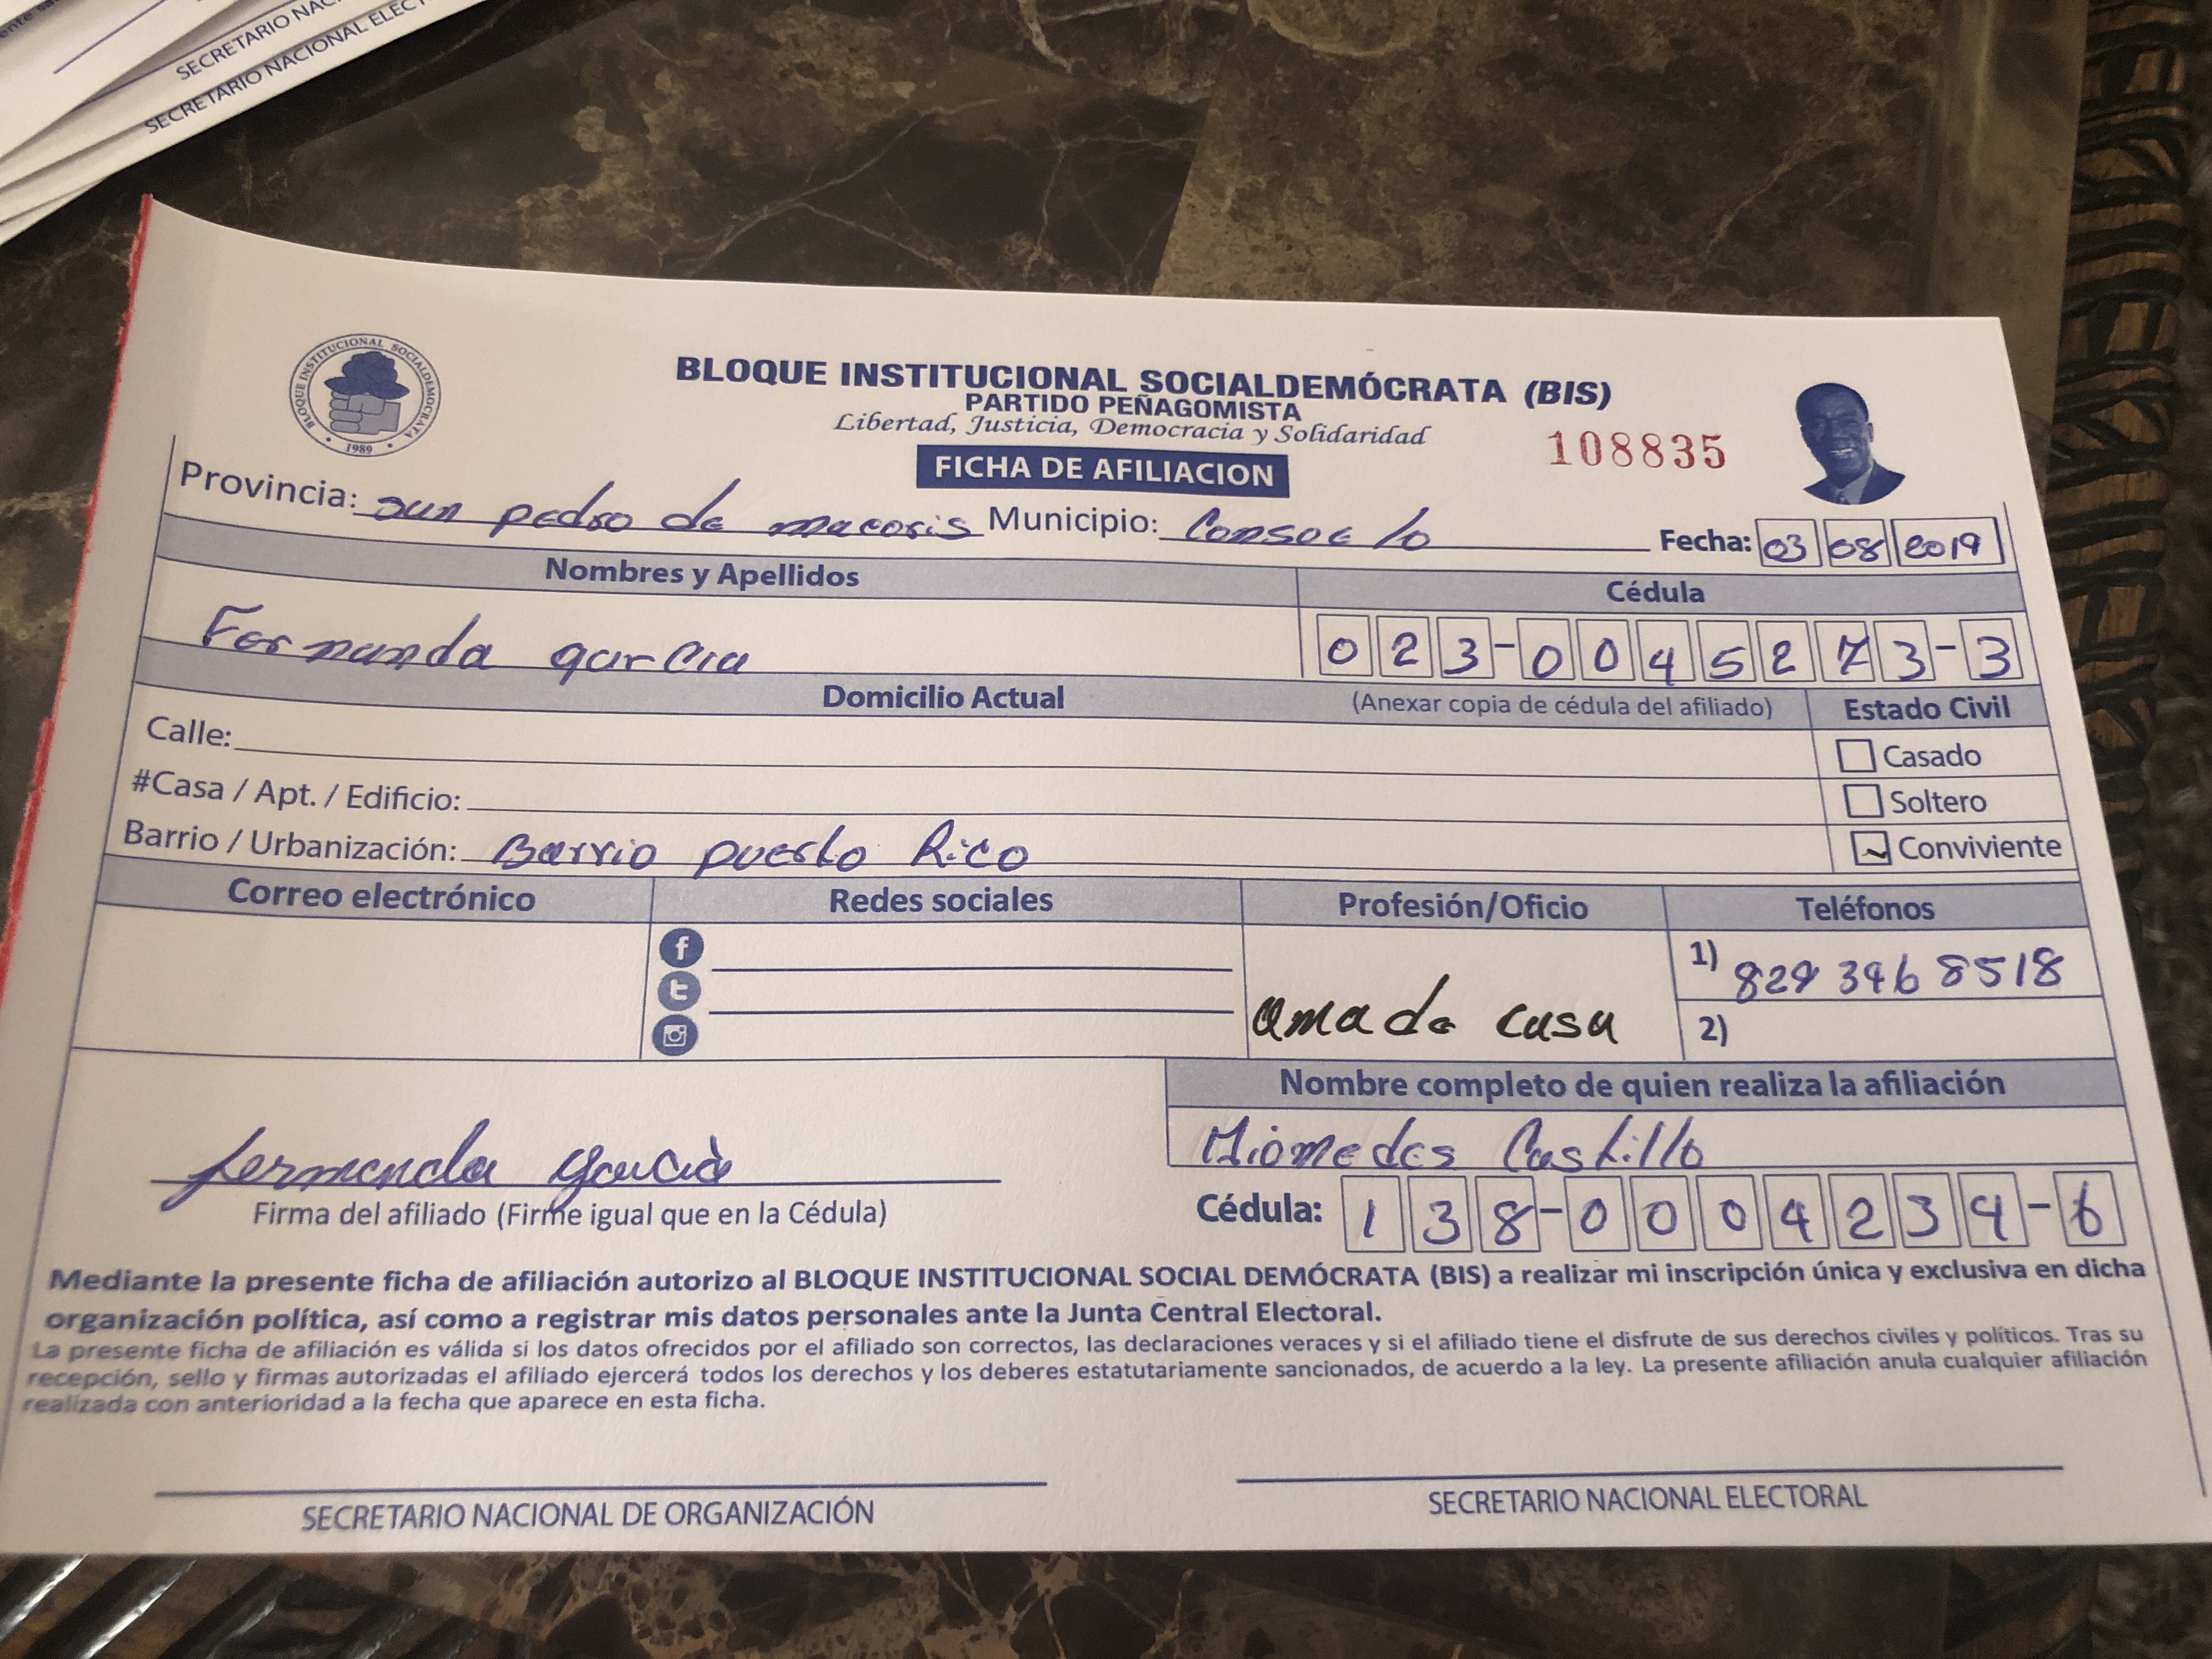 SECRETARIO NAC
SECRETARIO NACIONAL ELECT
BLOQUE INSTITUCIONAL SOCIALDEMOCRATA
1989
BLOQUE INSTITUCIONAL SOCIALDEMÓCRATA (BIS)
PARTIDO PEÑAGOMISTA
Libertad, Justicia, Democracia y Solidaridad
108835
FICHA DE AFILIACION
Provincia: sun pedro de macoris Municipio: Consoelo Fecha: 03 08 2019
Nombres y Apellidos Cédula
Fernanda garcia 023-0045273-3
Domicilio Actual (Anexar copia de cédula del afiliado) Estado Civil
Calle: Casado
#Casa / Apt. / Edificio: Soltero
Barrio / Urbanización: Barrio puerto Rico Conviviente
Correo electrónico Redes sociales Profesión/Oficio Teléfonos
1) 829 346 8518
ama de casa
2)
Nombre completo de quien realiza la afiliación
Miomedes Castillo
fermenda Garcia
Firma del afiliado (Firme igual que en la Cédula) Cédula: 138-0004234-6
Mediante la presente ficha de afiliación autorizo al BLOQUE INSTITUCIONAL SOCIAL DEMÓCRATA (BIS) a realizar mi inscripción única y exclusiva en dicha
organización política, así como a registrar mis datos personales ante la Junta Central Electoral.
La presente ficha de afiliación es válida si los datos ofrecidos por el afiliado son correctos, las declaraciones veraces y si el afiliado tiene el disfrute de sus derechos civiles y políticos. Tras su
recepción, sello y firmas autorizadas el afiliado ejercerá todos los derechos y los deberes estatutariamente sancionados, de acuerdo a la ley. La presente afiliación anula cualquier afiliación
realizada con anterioridad a la fecha que aparece en esta ficha.
SECRETARIO NACIONAL DE ORGANIZACIÓN SECRETARIO NACIONAL ELECTORAL